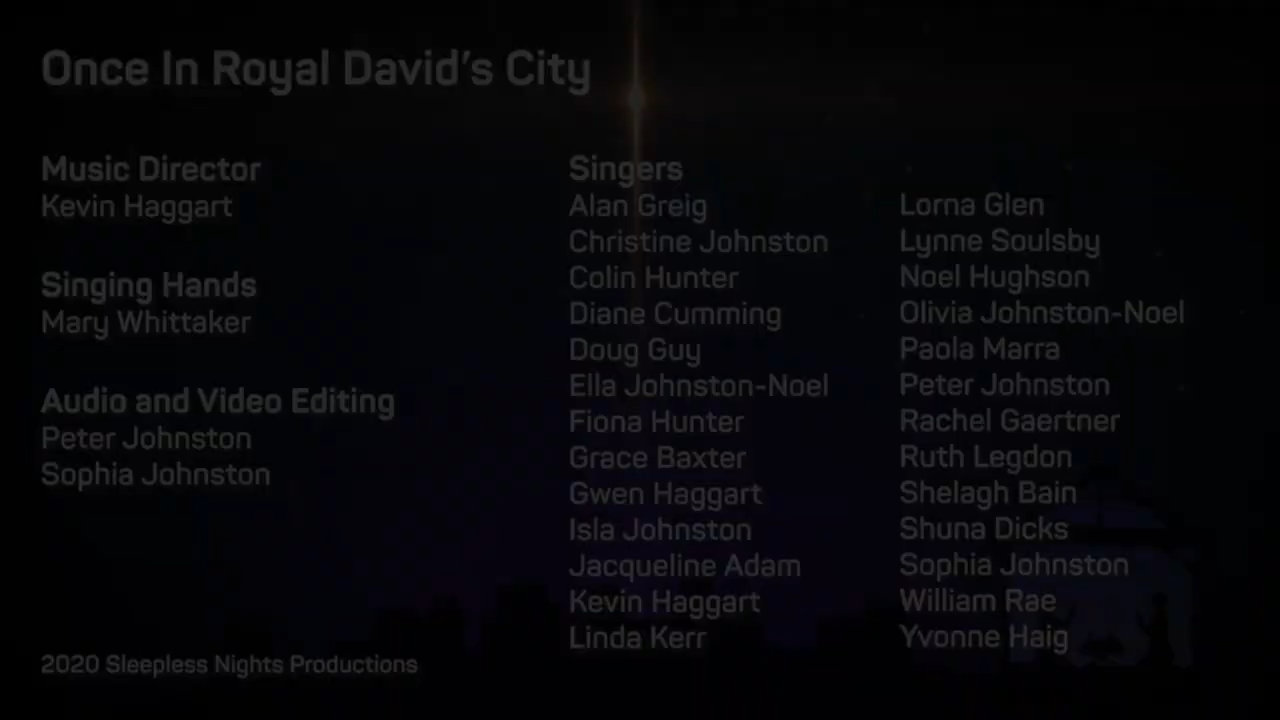 Once In Royal David's City
Music Director
Kevin Haggart
Singing Hands
Mary Whittaker
Audio and Video Editing
Peter Johnston
Sophia Johnston
2020 Sleepless Nights Productions
Singers
Alan Greig
Christine Johnston
Colin Hunter
Diane Cumming
Doug Guy
Ella Johnston-Noel
Fiona Hunter
Grace Baxter
Gwen Haggart
Isla Johnston
Jacqueline Adam
Kevin Haggart
Linda Kerr
Lorna Glen
Lynne Soulsby
Noel Hughson
Olivia Johnston-Noel
Paola Marra
Peter Johnston
Rachel Gaertner
Ruth Legdon
Shelagh Bain
Shuna Dicks
Sophia Johnston
William Rae
Yvonne Haig